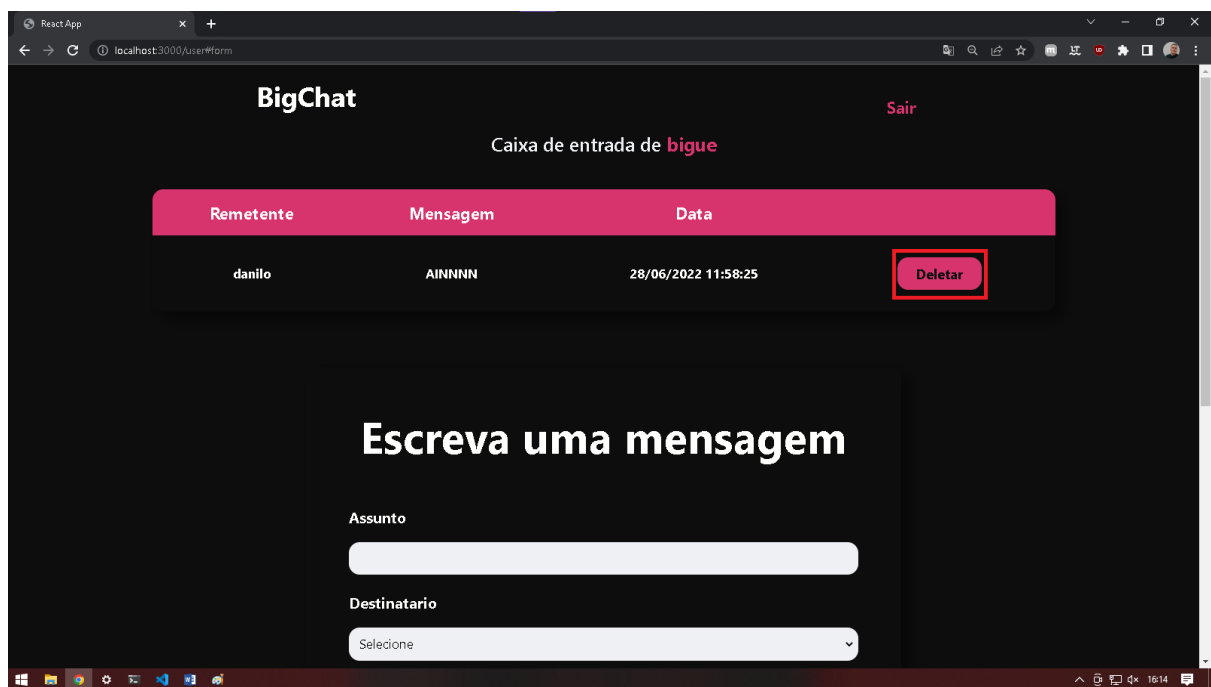 React App
localhost:3000/user#form
BigChat
Sair
Caixa de entrada de bigue
Remetente Mensagem Data
danilo AINNNN 28/06/2022 11:58:25 Deletar
Escreva uma mensagem
Assunto
Destinatario
Selecione
16:14